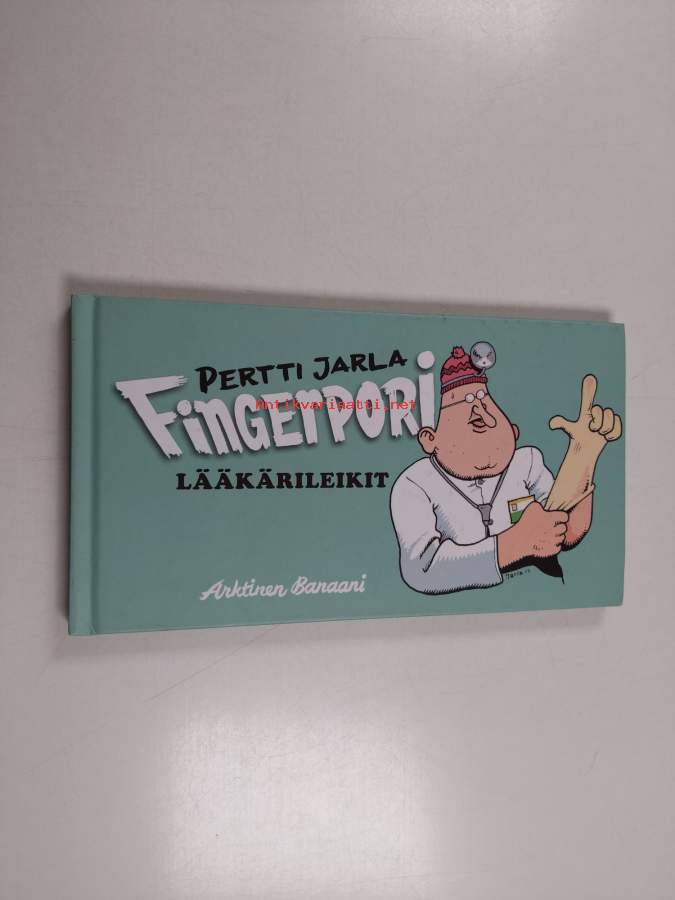 PERTTI JARLA
FINGERPORI
antikvariaatti.net
LÄÄKÄRILEIKIT
Arktinen Banaani